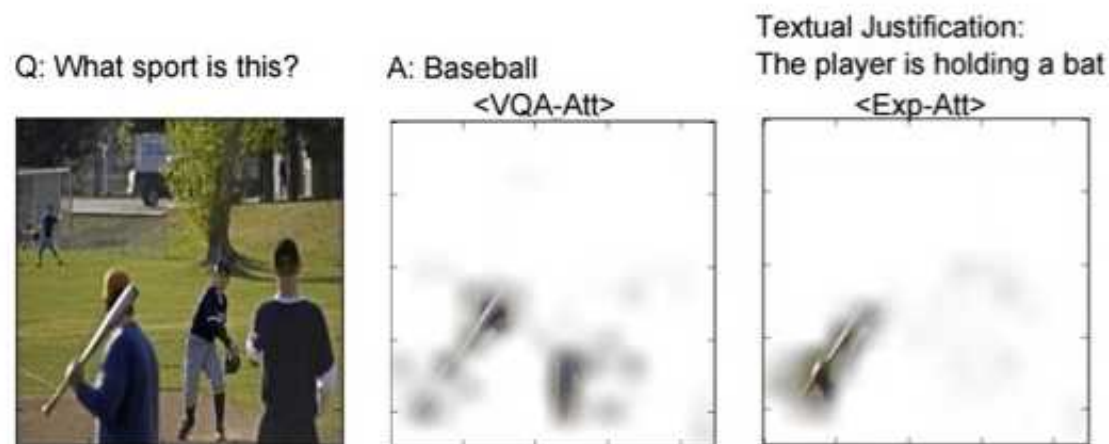 Q: What sport is this?
A: Baseball
<VQA-Att>
Textual Justification:
The player is holding a bat
<Exp-Att>